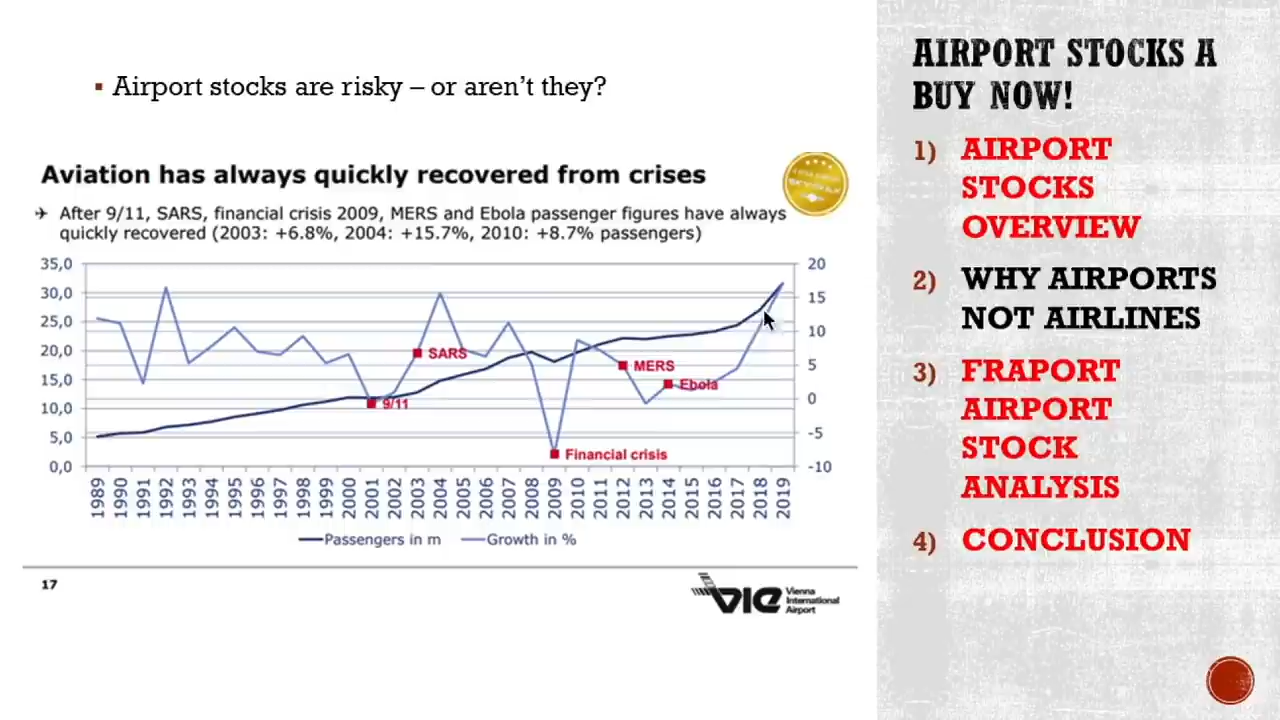 ▪ Airport stocks are risky – or aren't they?
Aviation has always quickly recovered from crises
✈ After 9/11, SARS, financial crisis 2009, MERS and Ebola passenger figures have always
quickly recovered (2003: +6.8%, 2004: +15.7%, 2010: +8.7% passengers)
35,0
30,0
25,0
20,0
15,0
10,0
5,0
0,0
20
15
10
5
0
-5
-10
SARS
MERS
Ebola
9/11
Financial crisis
1989
1990
1991
1992
1993
1994
1995
1996
1997
1998
1999
2000
2001
2002
2003
2004
2005
2006
2007
2008
2009
2010
2011
2012
2013
2014
2015
2016
2017
2018
2019
Passengers in m
Growth in %
17
VIE
Vienna
International
Airport
AIRPORT STOCKS A
BUY NOW!
1) AIRPORT
STOCKS
OVERVIEW
2) WHY AIRPORTS
NOT AIRLINES
3) FRAPORT
AIRPORT
STOCK
ANALYSIS
4) CONCLUSION